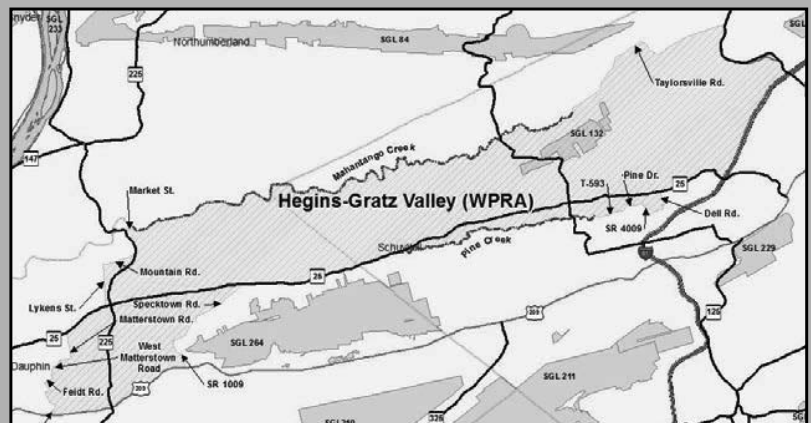 nyder
SGL
233
Northumberland
SGL 84
225
SGL
Taylorsville Rd.
SGL 132
147
Mahantango Creek
Market St.
Pine Dr.
T-593
25
Hegins-Gratz Valley (WPRA)
Dell Rd.
SR 4009
Schuylkill
Pine Creek
SGL 229
Mountain Rd.
25
Lykens St.
Specktown Rd.
Matterstown Rd.
125
25
225
West
Matterstown
Road
SGL 264
Dauphin
SR 1009
SGL 211
Feidt Rd.
209
SGL